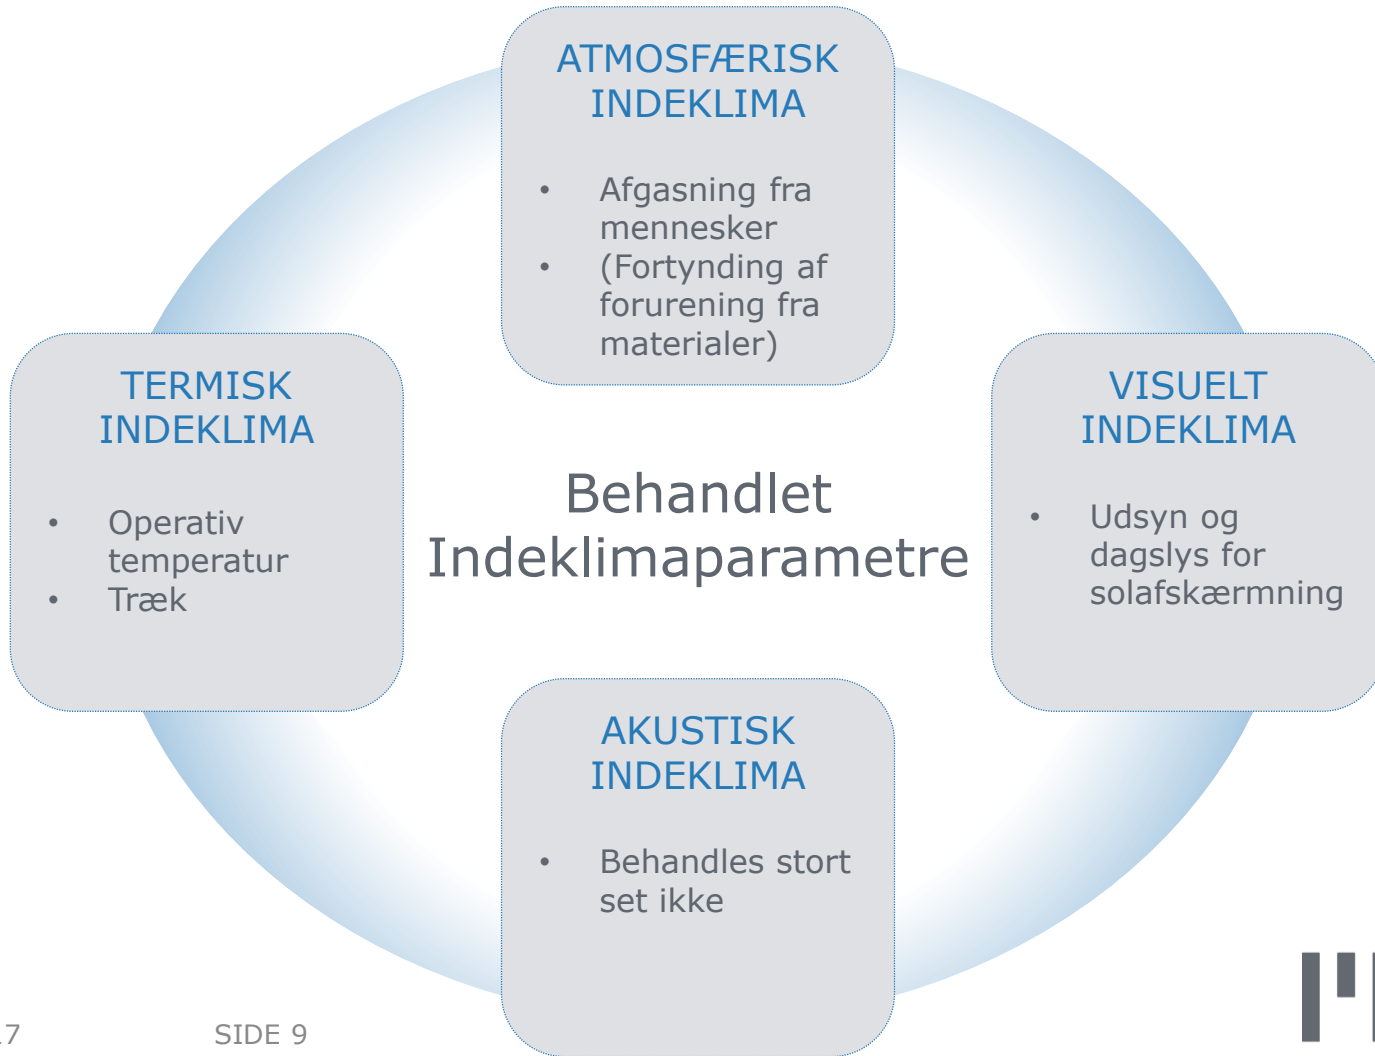 ATMOSFÆRISK
INDEKLIMA
• Afgasning fra
mennesker
• (Fortynding af
forurening fra
materialer)
TERMISK
INDEKLIMA
• Operativ
temperatur
• Træk
Behandlet
Indeklimaparametre
VISUELT
INDEKLIMA
• Udsyn og
dagslys for
solafskærmning
AKUSTISK
INDEKLIMA
• Behandles stort
set ikke
7
SIDE 9